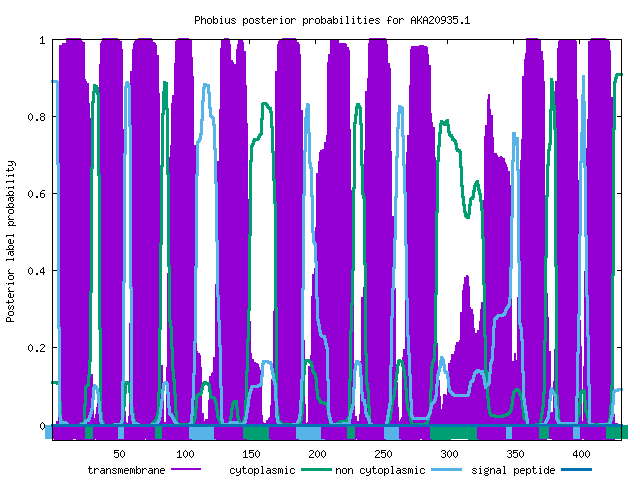 Phobius posterior probabilities for AKA20935.1
1
0.8
0.6
0.4
0.2
0
Posterior label probability
50 100 150 200 250 300 350 400
transmembrane cytoplasmic non cytoplasmic signal peptide